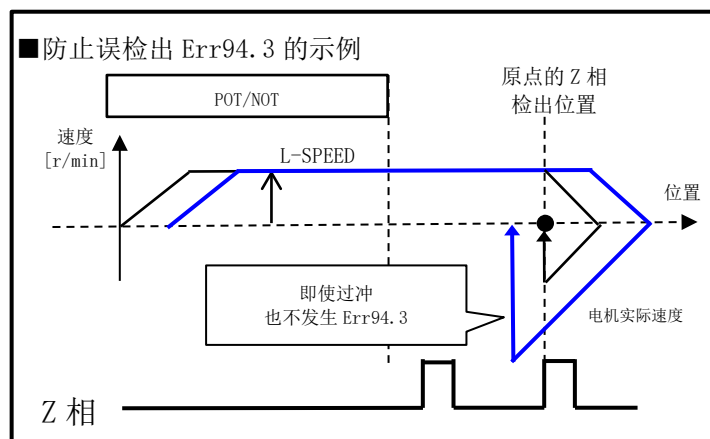 ■防止误检出 Err94.3 的示例
原点的 Z 相
检出位置
POT/NOT
速度
[r/min]
L-SPEED
位置
即使过冲
也不发生 Err94.3
电机实际速度
Z 相